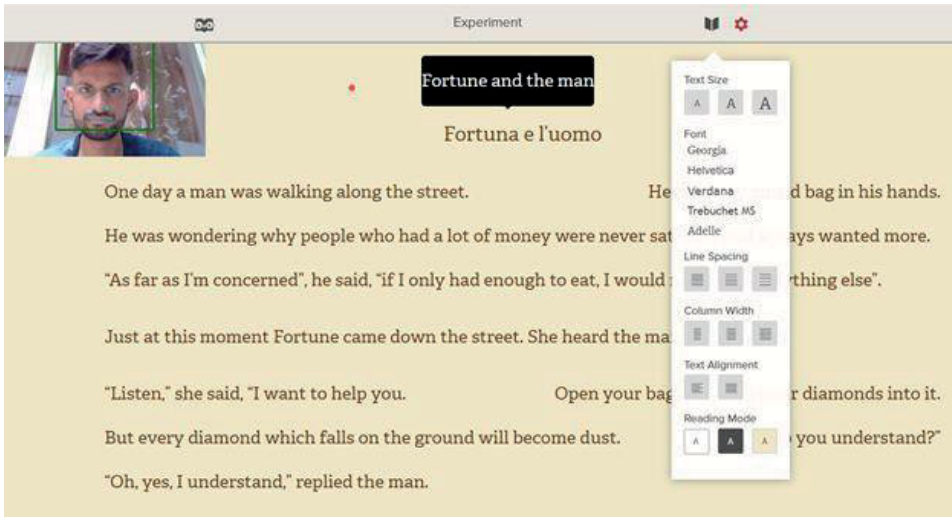 Experiment
Fortune and the man
Fortuna e l'uomo
One day a man was walking along the street. He d bag in his hands.
He was wondering why people who had a lot of money were never sat ays wanted more.
“As far as I'm concerned”, he said, “if I only had enough to eat, I would ything else”.
Just at this moment Fortune came down the street. She heard the ma
“Listen,” she said, “I want to help you. Open your bag r diamonds into it.
But every diamond which falls on the ground will become dust. you understand?”
“Oh, yes, I understand,” replied the man.
Text Size
A A A
Font
Georgia
Helvetica
Verdana
Trebuchet MS
Adelle
Line Spacing
Column Width
Text Alignment
Reading Mode
A A A